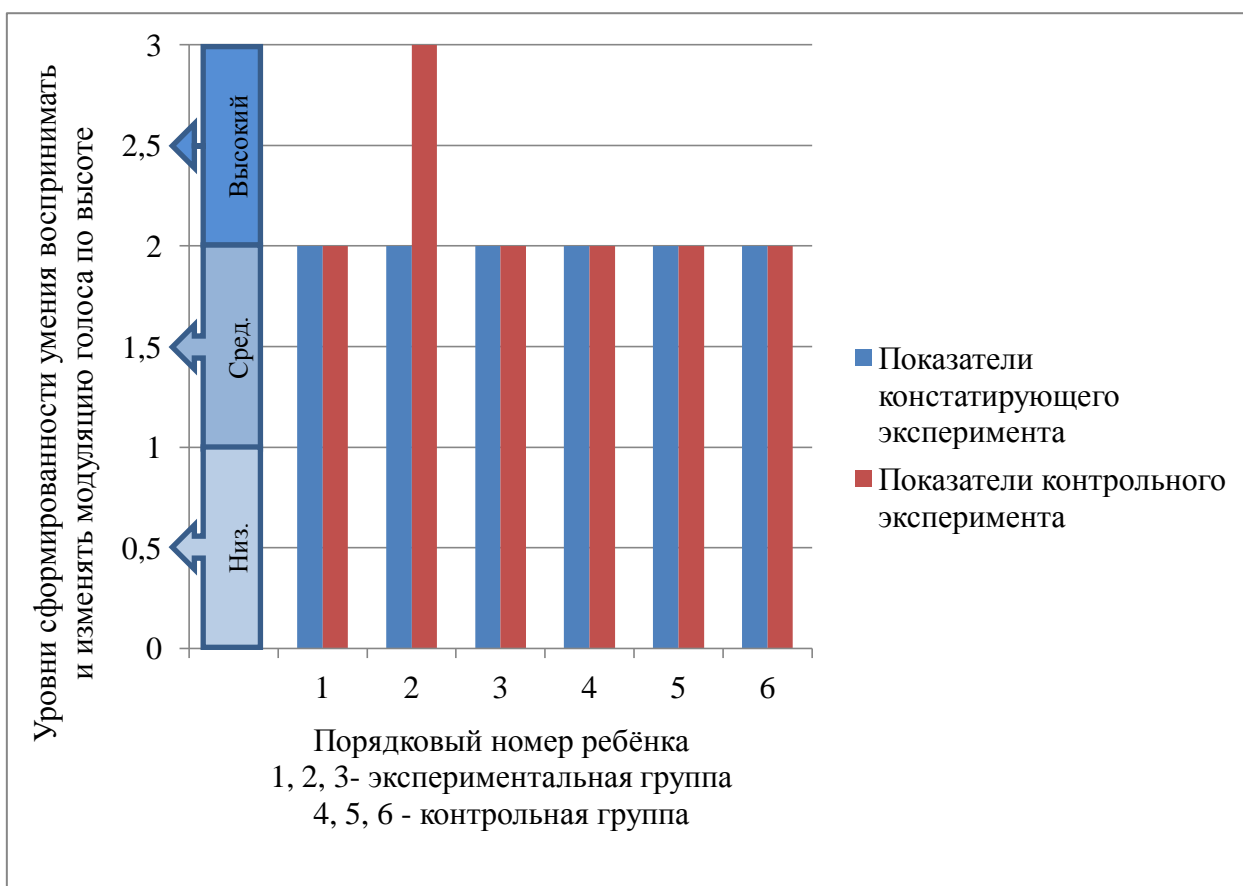 Уровни сформированности умения воспринимать
и изменять модуляцию голоса по высоте
3
2,5
2
1,5
1
0,5
0
Высокий
Сред.
Низ.
1 2 3 4 5 6
Порядковый номер ребёнка
1, 2, 3- экспериментальная группа
4, 5, 6 - контрольная группа
Показатели
констатирующего
эксперимента
Показатели контрольного
эксперимента